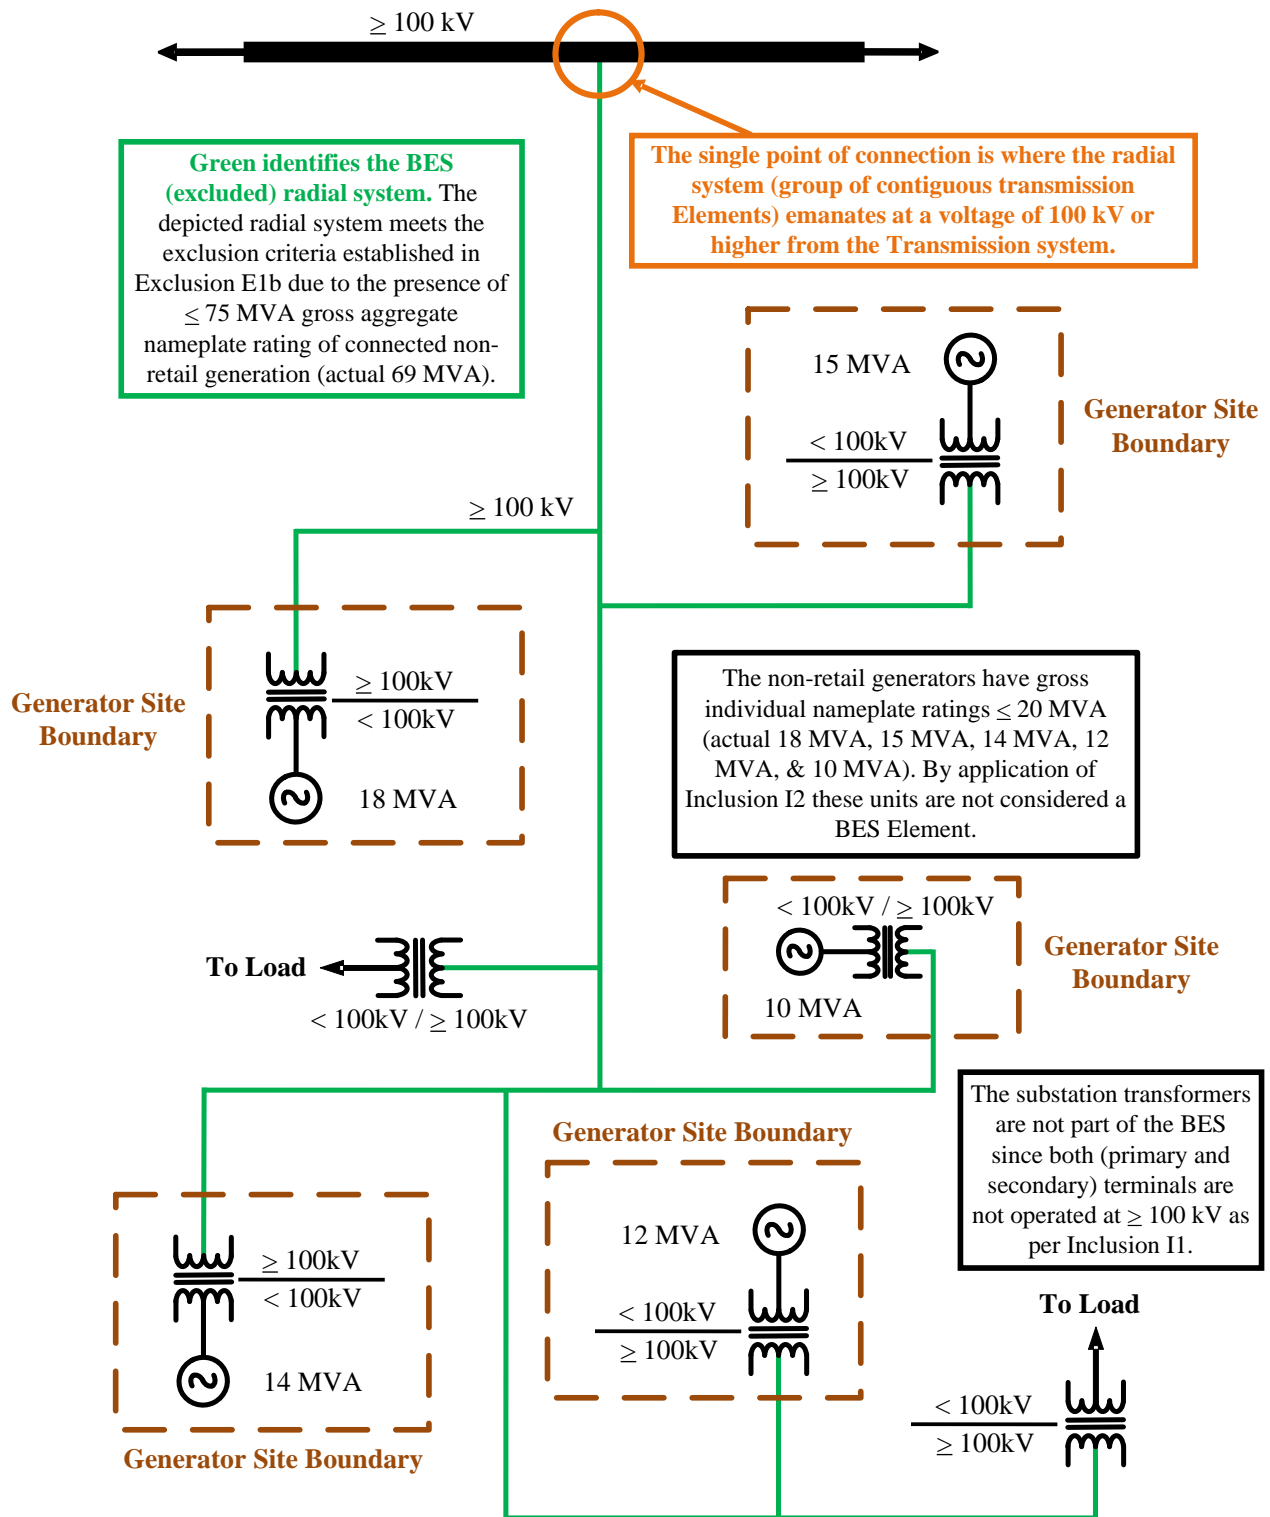 ≥ 100 kV
Green identifies the BES
(excluded) radial system. The
depicted radial system meets the
exclusion criteria established in
Exclusion E1b due to the presence of
≤ 75 MVA gross aggregate
nameplate rating of connected non-
retail generation (actual 69 MVA).
The single point of connection is where the radial
system (group of contiguous transmission
Elements) emanates at a voltage of 100 kV or
higher from the Transmission system.
15 MVA
< 100kV
≥ 100kV
Generator Site
Boundary
≥ 100 kV
Generator Site
Boundary
≥ 100kV
< 100kV
18 MVA
The non-retail generators have gross
individual nameplate ratings ≤ 20 MVA
(actual 18 MVA, 15 MVA, 14 MVA, 12
MVA, & 10 MVA). By application of
Inclusion I2 these units are not considered a
BES Element.
< 100kV / ≥ 100kV
10 MVA
Generator Site
Boundary
To Load
< 100kV / ≥ 100kV
The substation transformers
are not part of the BES
since both (primary and
secondary) terminals are
not operated at ≥ 100 kV as
per Inclusion I1.
Generator Site Boundary
12 MVA
< 100kV
≥ 100kV
≥ 100kV
< 100kV
14 MVA
Generator Site Boundary
To Load
< 100kV
≥ 100kV